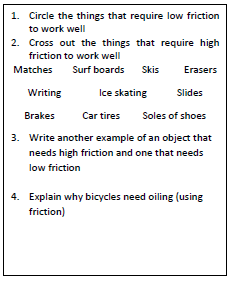 1. Circle the things that require low friction
to work well
2. Cross out the things that require high
friction to work well
Matches Surf boards Skis Erasers
Writing Ice skating Slides
Brakes Car tires Soles of shoes
3. Write another example of an object that
needs high friction and one that needs
low friction
4. Explain why bicycles need oiling (using
friction)